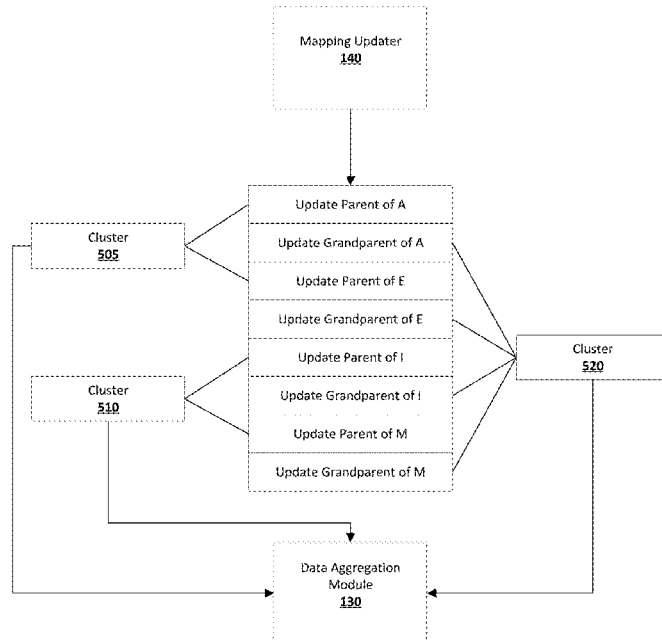 Mapping Updater
140
Update Parent of A
Update Grandparent of A
Update Parent of E
Update Grandparent of E
Update Parent of I
Update Grandparent of I
Update Parent of M
Update Grandparent of M
Cluster
505
Cluster
510
Cluster
520
Data Aggregation
Module
130